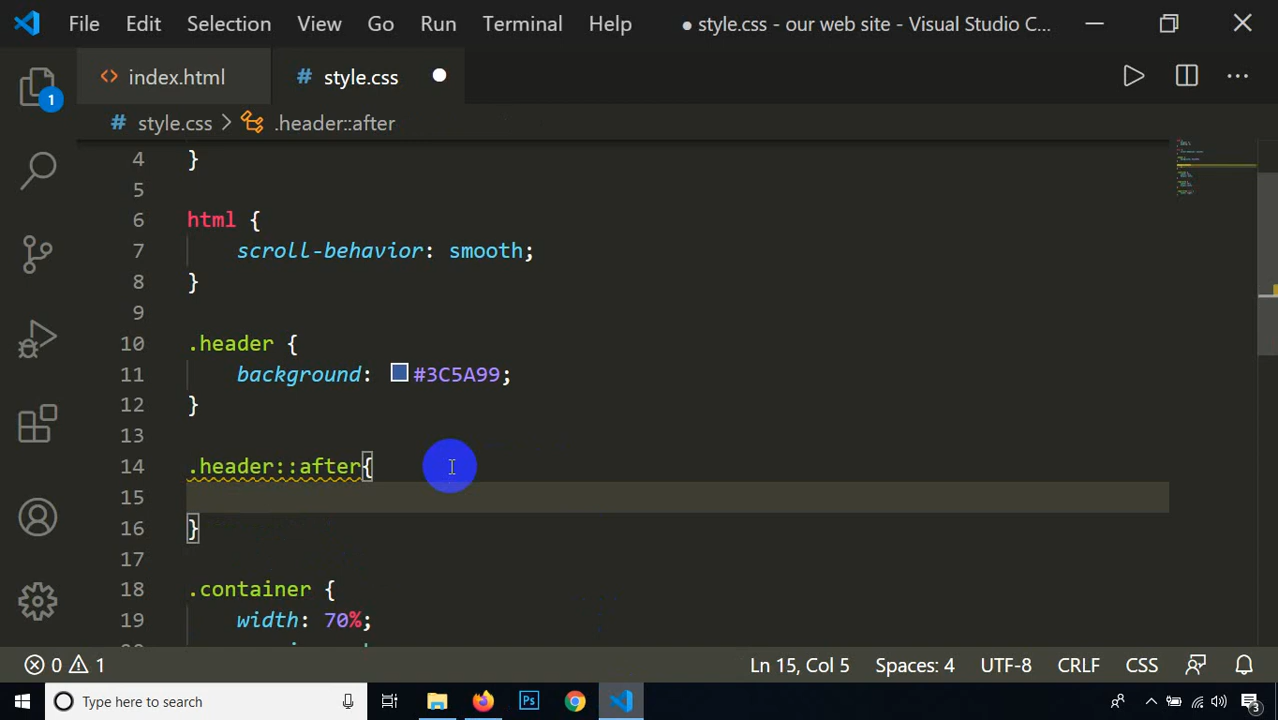 File Edit Selection View Go Run Terminal Help ● style.css - our web site - Visual Studio C...
<> index.html # style.css ●
1
# style.css > .header::after
4 }
5
6 html {
7 scroll-behavior: smooth;
8 }
9
10 .header {
11 background: #3C5A99;
12 }
13
14 .header::after{
15
16 }
17
18 .container {
19 width: 70%;
0 1 Ln 15, Col 5 Spaces: 4 UTF-8 CRLF CSS
Type here to search Ps 3